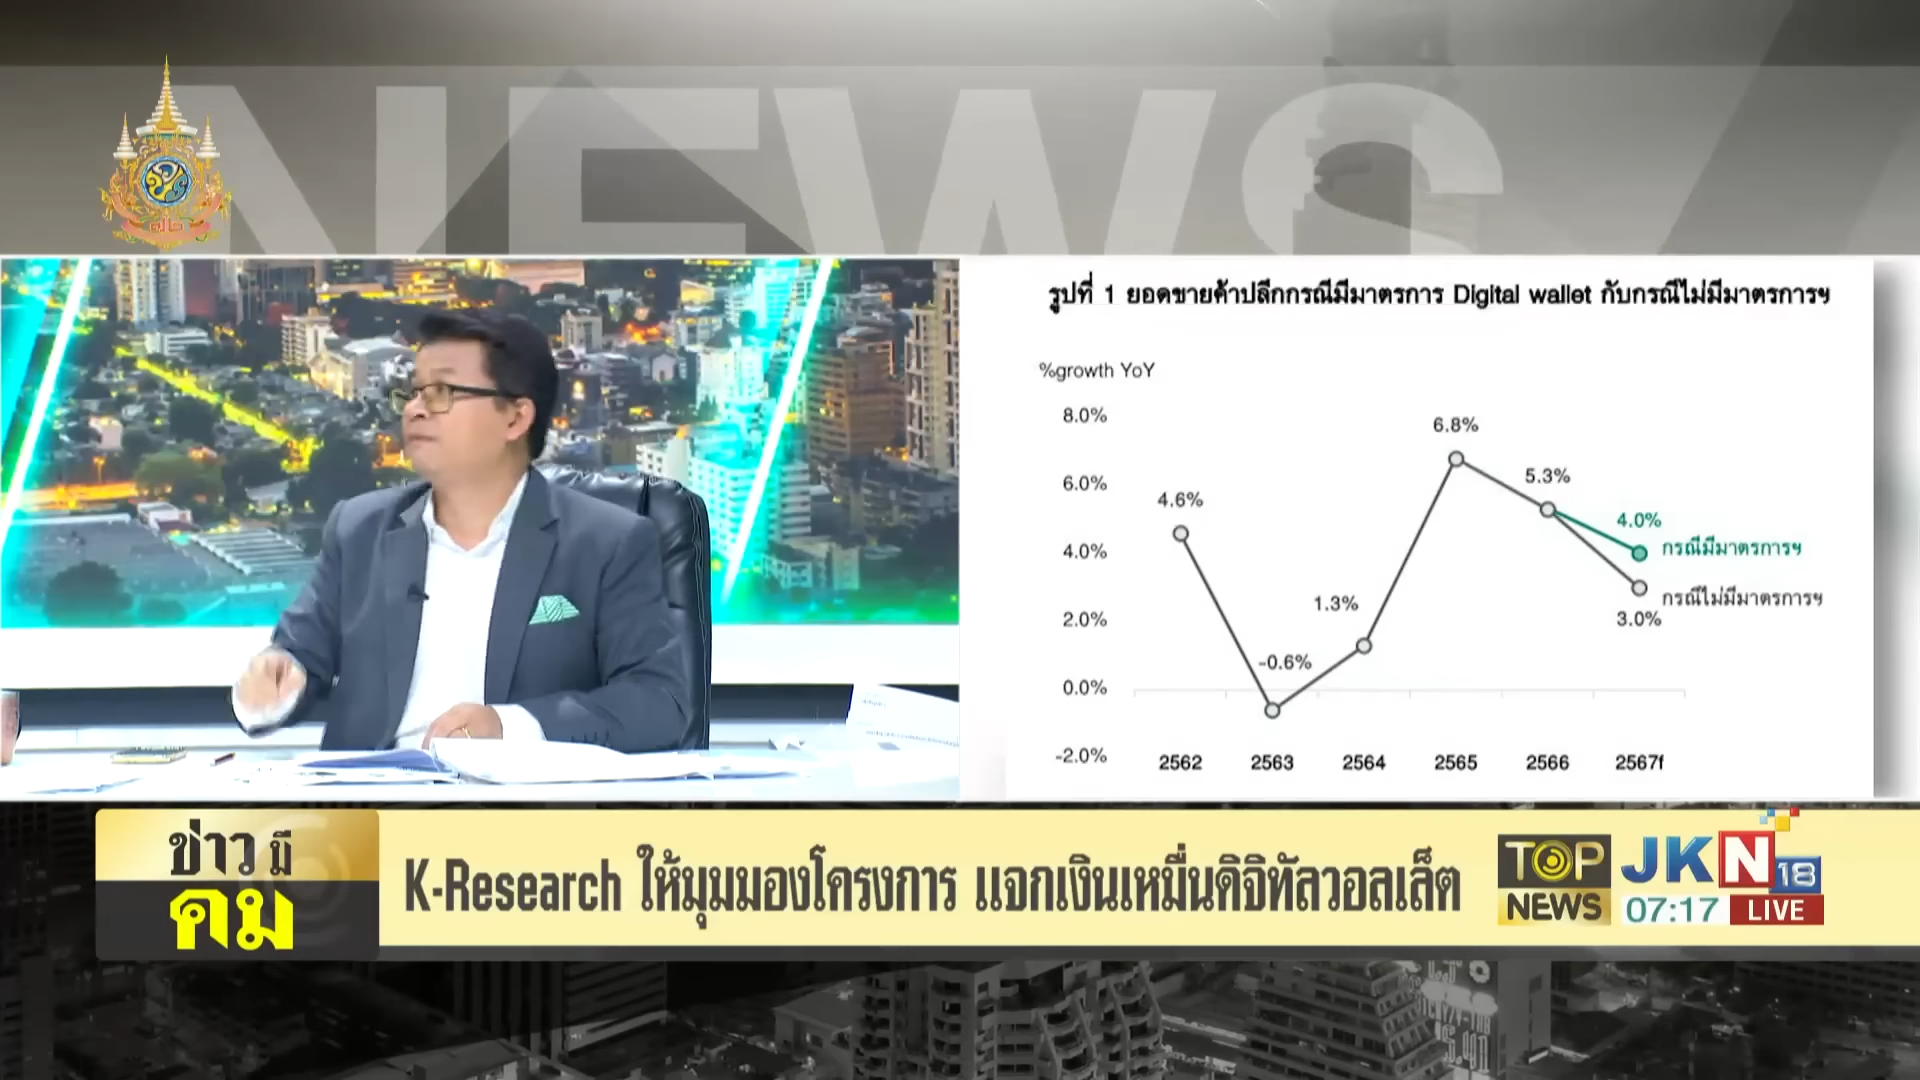 NEWS
รูปที่ 1 ยอดขายค้าปลีกกรณีมีมาตรการ Digital wallet กับกรณีไม่มีมาตรการฯ
%growth YoY
8.0%
6.0%
4.0%
2.0%
0.0%
-2.0%
4.6%
-0.6%
1.3%
6.8%
5.3%
4.0%
กรณีมีมาตรการฯ
กรณีไม่มีมาตรการฯ
3.0%
2562 2563 2564 2565 2566 2567f
ข่าว มี
คม
K-Research ให้มุมมองโครงการ แจกเงินหมื่นดิจิทัลวอลเล็ต
TOP
NEWS
JKN 18
07:17 LIVE